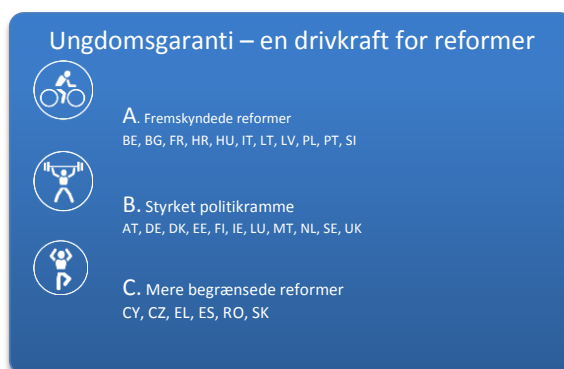 Ungdomsgaranti – en drivkraft for reformer
A. Fremskyndede reformer
BE, BG, FR, HR, HU, IT, LT, LV, PL, PT, SI
B. Styrket politikramme
AT, DE, DK, EE, FI, IE, LU, MT, NL, SE, UK
C. Mere begrænsede reformer
CY, CZ, EL, ES, RO, SK